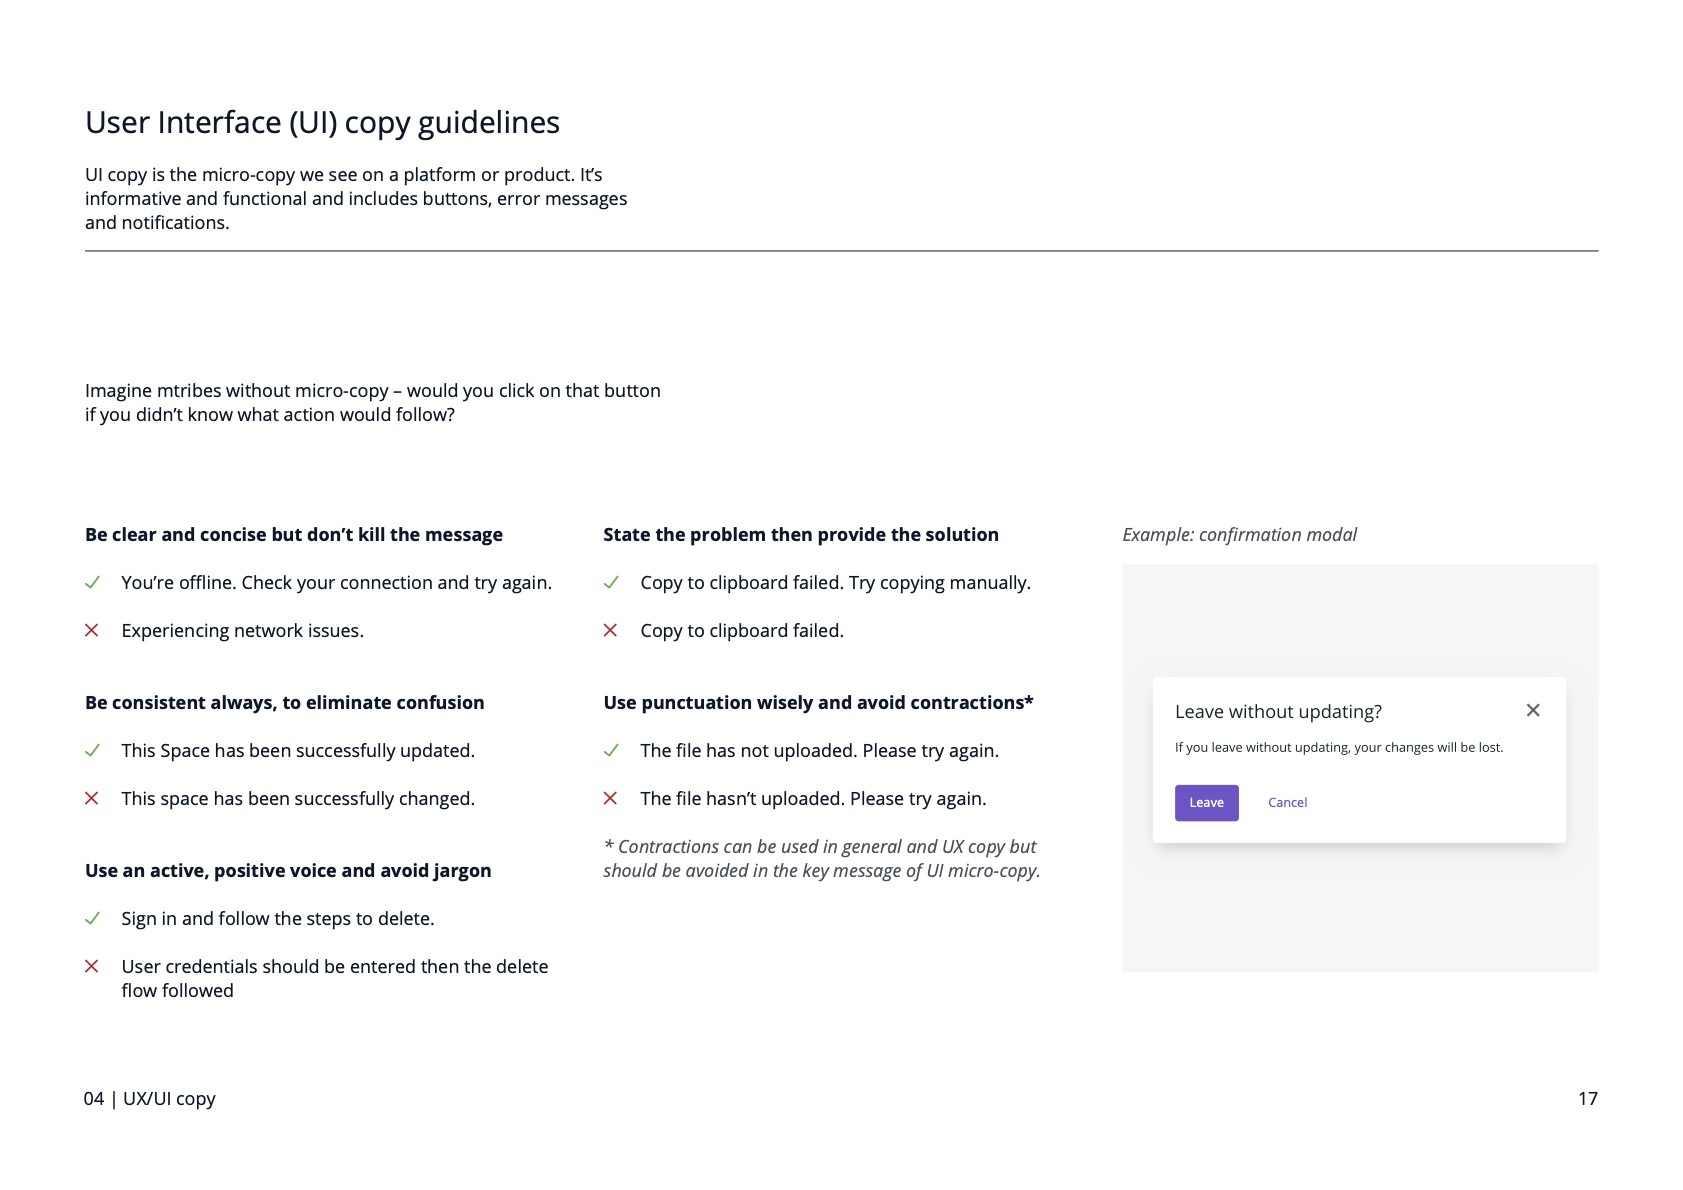 User Interface (UI) copy guidelines
UI copy is the micro-copy we see on a platform or product. It’s
informative and functional and includes buttons, error messages
and notifications.
Imagine mtribes without micro-copy – would you click on that button
if you didn’t know what action would follow?
Be clear and concise but don’t kill the message
You’re offline. Check your connection and try again.
Experiencing network issues.
Be consistent always, to eliminate confusion
This Space has been successfully updated.
This space has been successfully changed.
Use an active, positive voice and avoid jargon
Sign in and follow the steps to delete.
User credentials should be entered then the delete
flow followed
State the problem then provide the solution
Copy to clipboard failed. Try copying manually.
Copy to clipboard failed.
Use punctuation wisely and avoid contractions*
The file has not uploaded. Please try again.
The file hasn’t uploaded. Please try again.
* Contractions can be used in general and UX copy but
should be avoided in the key message of UI micro-copy.
Example: confirmation modal
Leave without updating?
If you leave without updating, your changes will be lost.
Leave
Cancel
04 | UX/UI copy
17